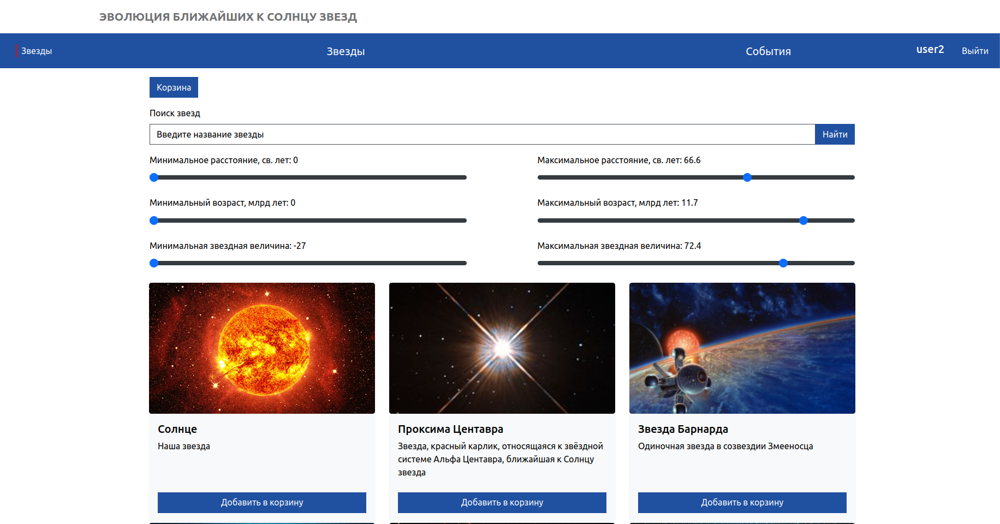 ЭВОЛЮЦИЯ БЛИЖАЙШИХ К СОЛНЦУ ЗВЕЗД
Звезды
Звезды
События
user2
Выйти
Корзина
Поиск звезд
Введите название звезды
Найти
Минимальное расстояние, св. лет: 0
Максимальное расстояние, св. лет: 66.6
Минимальный возраст, млрд лет: 0
Максимальный возраст, млрд лет: 11.7
Минимальная звездная величина: -27
Максимальная звездная величина: 72.4
Солнце
Наша звезда
Добавить в корзину
Проксима Центавра
Звезда, красный карлик, относящаяся к звёздной
системе Альфа Центавра, ближайшая к Солнцу
звезда
Добавить в корзину
Звезда Барнарда
Одиночная звезда в созвездии Змееносца
Добавить в корзину